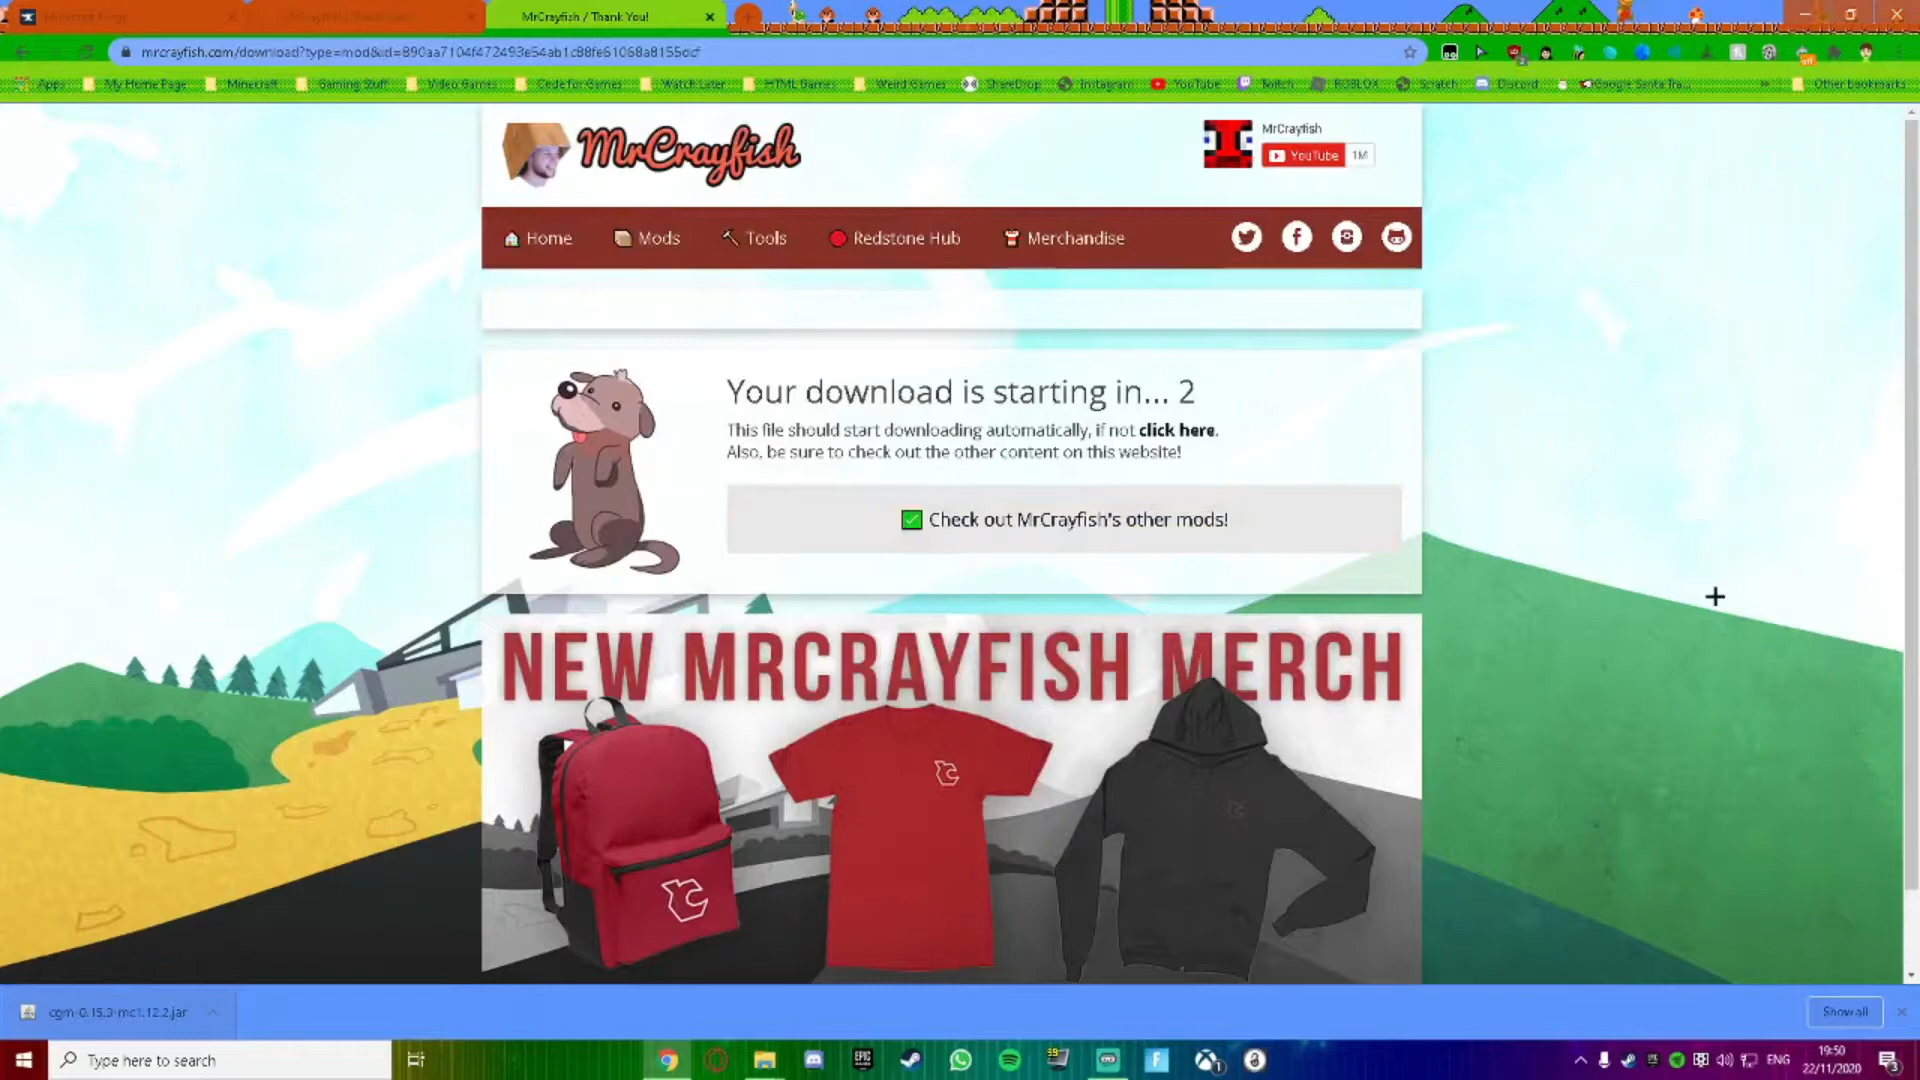 MrCrayfish / Thank You!
mrcrayfish.com/download?type=mod&id=890aa7104f472493e54ab1c88fe61068a8155dcf
Apps My Home Page Minecraft Gaming Stuff Video Games Code for Games Watch Later HTML Games Weird Games ShareDrop Instagram YouTube Twitch ROBLOX Scratch Discord Google Santa Tra... Other bookmarks
MrCrayfish
MrCrayfish
YouTube 1M
Home Mods Tools Redstone Hub Merchandise
Your download is starting in... 2
This file should start downloading automatically, if not click here.
Also, be sure to check out the other content on this website!
Check out MrCrayfish's other mods!
NEW MRCRAYFISH MERCH
cgm-0.15.3-mc1.12.2.jar
Show all
Type here to search
ENG
19:50
22/11/2020